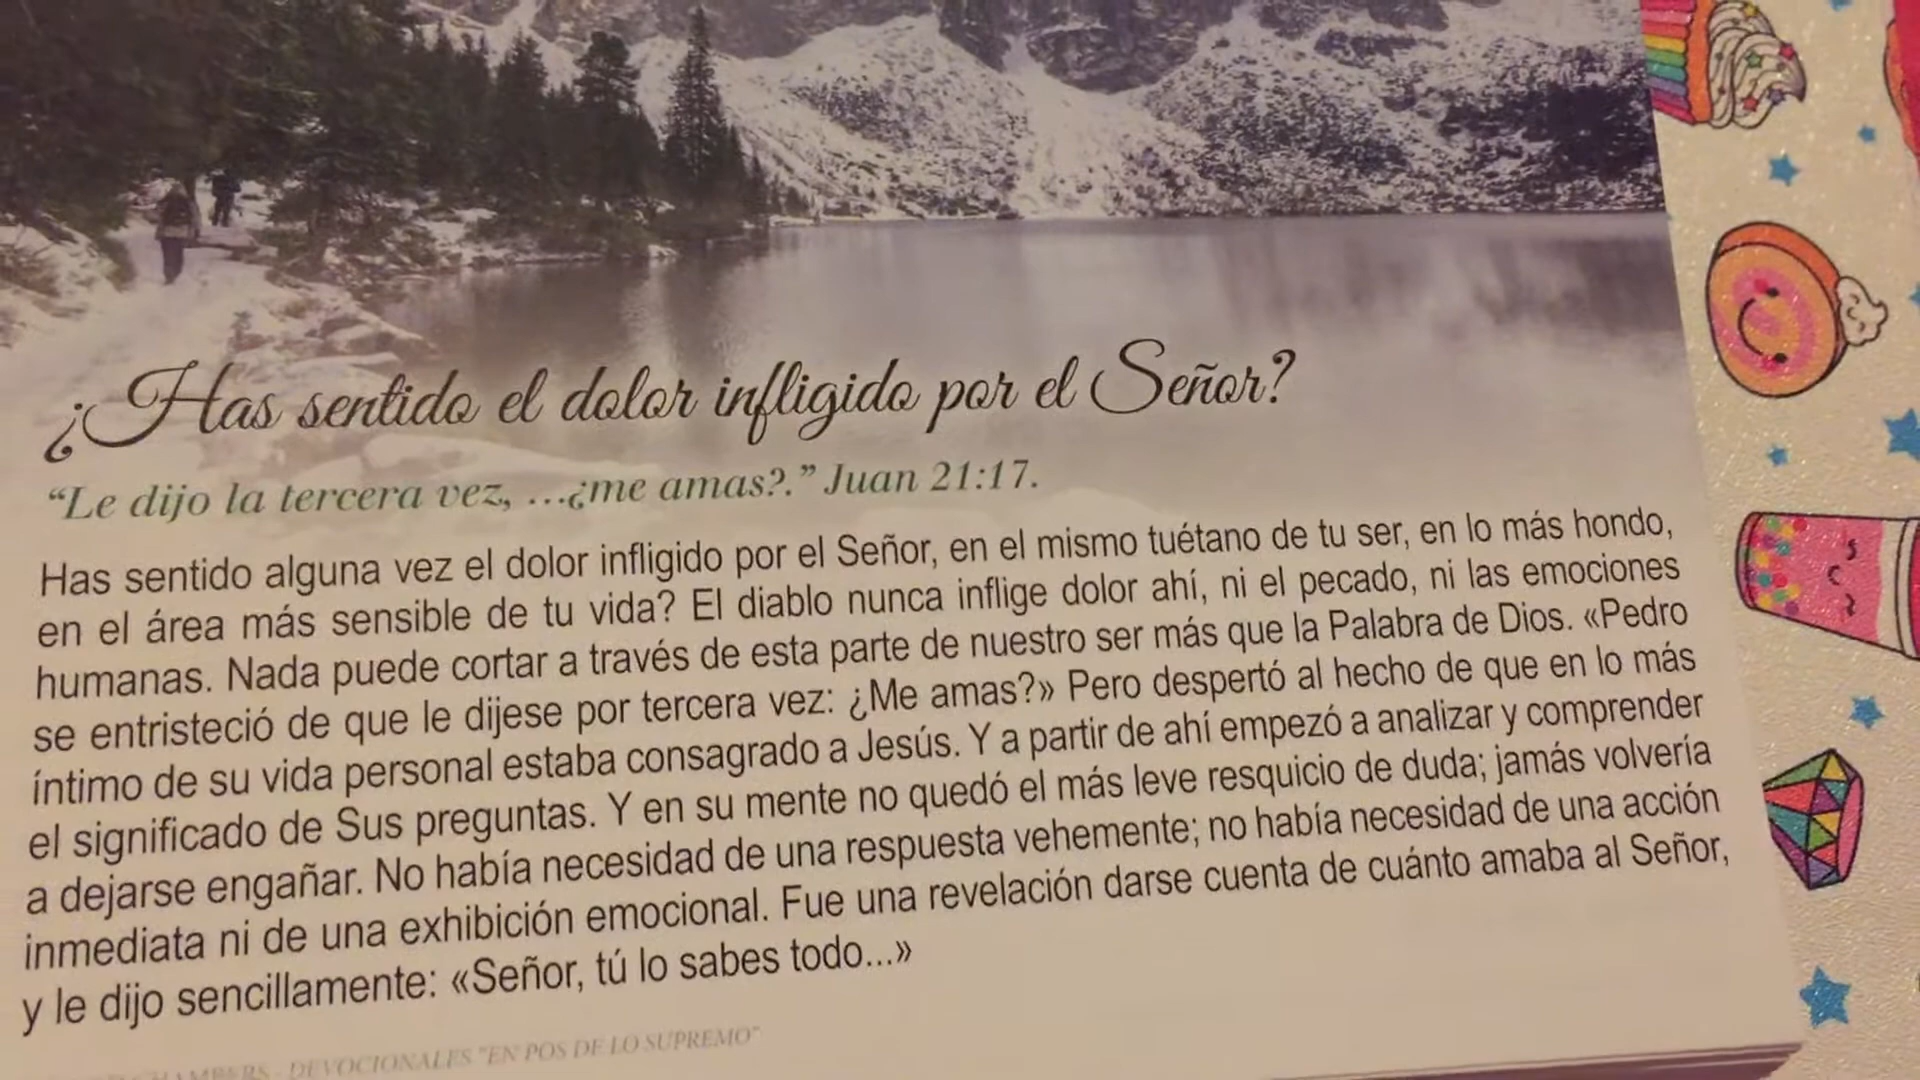 ¿Has sentido el dolor infligido por el Señor?
“Le dijo la tercera vez, ...¿me amas?.” Juan 21:17.
Has sentido alguna vez el dolor infligido por el Señor, en el mismo tuétano de tu ser, en lo más hondo,
en el área más sensible de tu vida? El diablo nunca inflige dolor ahí, ni el pecado, ni las emociones
humanas. Nada puede cortar a través de esta parte de nuestro ser más que la Palabra de Dios. «Pedro
se entristeció de que le dijese por tercera vez: ¿Me amas?» Pero despertó al hecho de que en lo más
íntimo de su vida personal estaba consagrado a Jesús. Y a partir de ahí empezó a analizar y comprender
el significado de Sus preguntas. Y en su mente no quedó el más leve resquicio de duda; jamás volvería
a dejarse engañar. No había necesidad de una respuesta vehemente; no había necesidad de una acción
inmediata ni de una exhibición emocional. Fue una revelación darse cuenta de cuánto amaba al Señor,
y le dijo sencillamente: «Señor, tú lo sabes todo...»
DEVOCIONALES "EN POS DE LO SUPREMO"